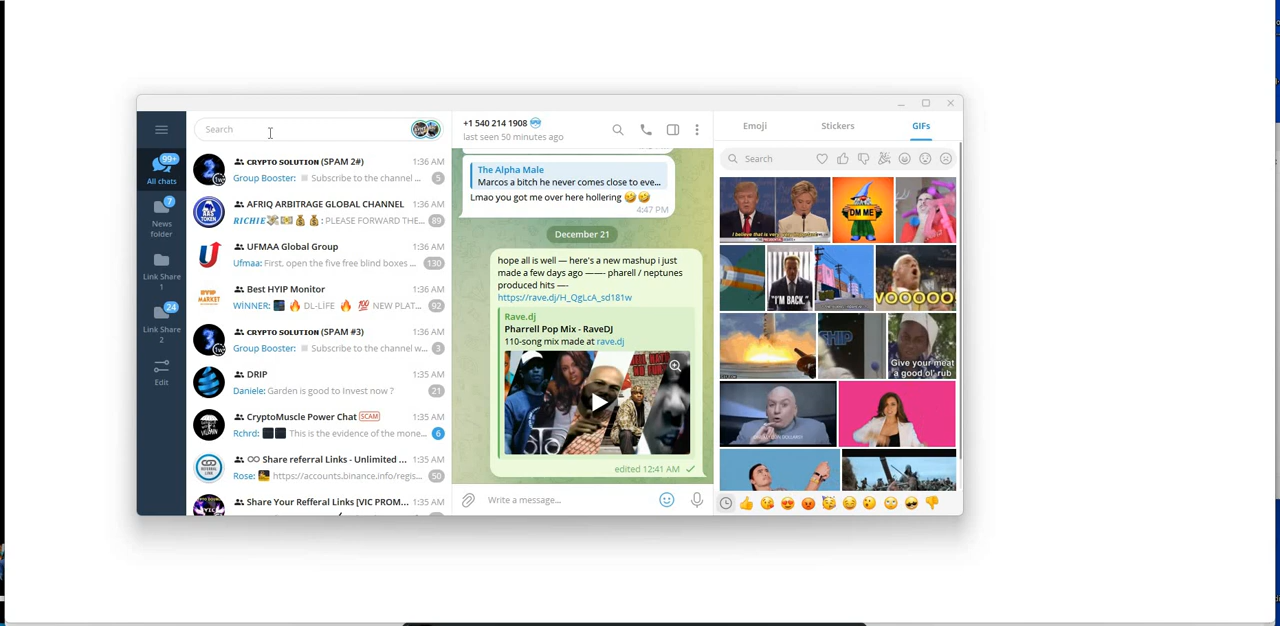 Search
99+
All chats
7
News
folder
Link Share
1
24
Link Share
2
Edit
CRYPTO SOLUTION (SPAM 2#) 1:36 AM
Group Booster: Subscribe to the channel ... 5
AFRIQ ARBITRAGE GLOBAL CHANNEL 1:36 AM
RICHIE : PLEASE FORWARD THE... 89
UFMAA Global Group 1:36 AM
Ufmaa: First, open the five free blind boxes ... 130
Best HYIP Monitor 1:36 AM
WINNER: 🔥 DL-LIFE 🔥 💯 NEW PLAT... 92
CRYPTO SOLUTION (SPAM #3) 1:36 AM
Group Booster: Subscribe to the channel w... 3
DRIP 1:35 AM
Daniele: Garden is good to invest now ? 21
CryptoMuscle Power Chat SCAM 1:35 AM
Rchrd: This is the evidence of the mone... 6
Share referral Links - Unlimited ... 1:35 AM
Rose: https://accounts.binance.info/regis... 50
Share Your Refferal Links [VIC PROM... 1:35 AM
+1 540 214 1908
last seen 50 minutes ago
The Alpha Male
Marcos a bitch he never comes close to eve...
Lmao you got me over here hollering 🤣🤣
4:47 PM
December 21
hope all is well — here's a new mashup i just
made a few days ago —— pharell / neptunes
produced hits —-
https://rave.dj/H_QgLcA_sd181w
Rave.dj
Pharrell Pop Mix - RaveDJ
110-song mix made at rave.dj
edited 12:41 AM
Write a message...
Emoji Stickers GIFs
Search
I believe that is very
DM ME
"I'M BACK."
VOOOOO
SHIP
Give your meat
a good ol' rub